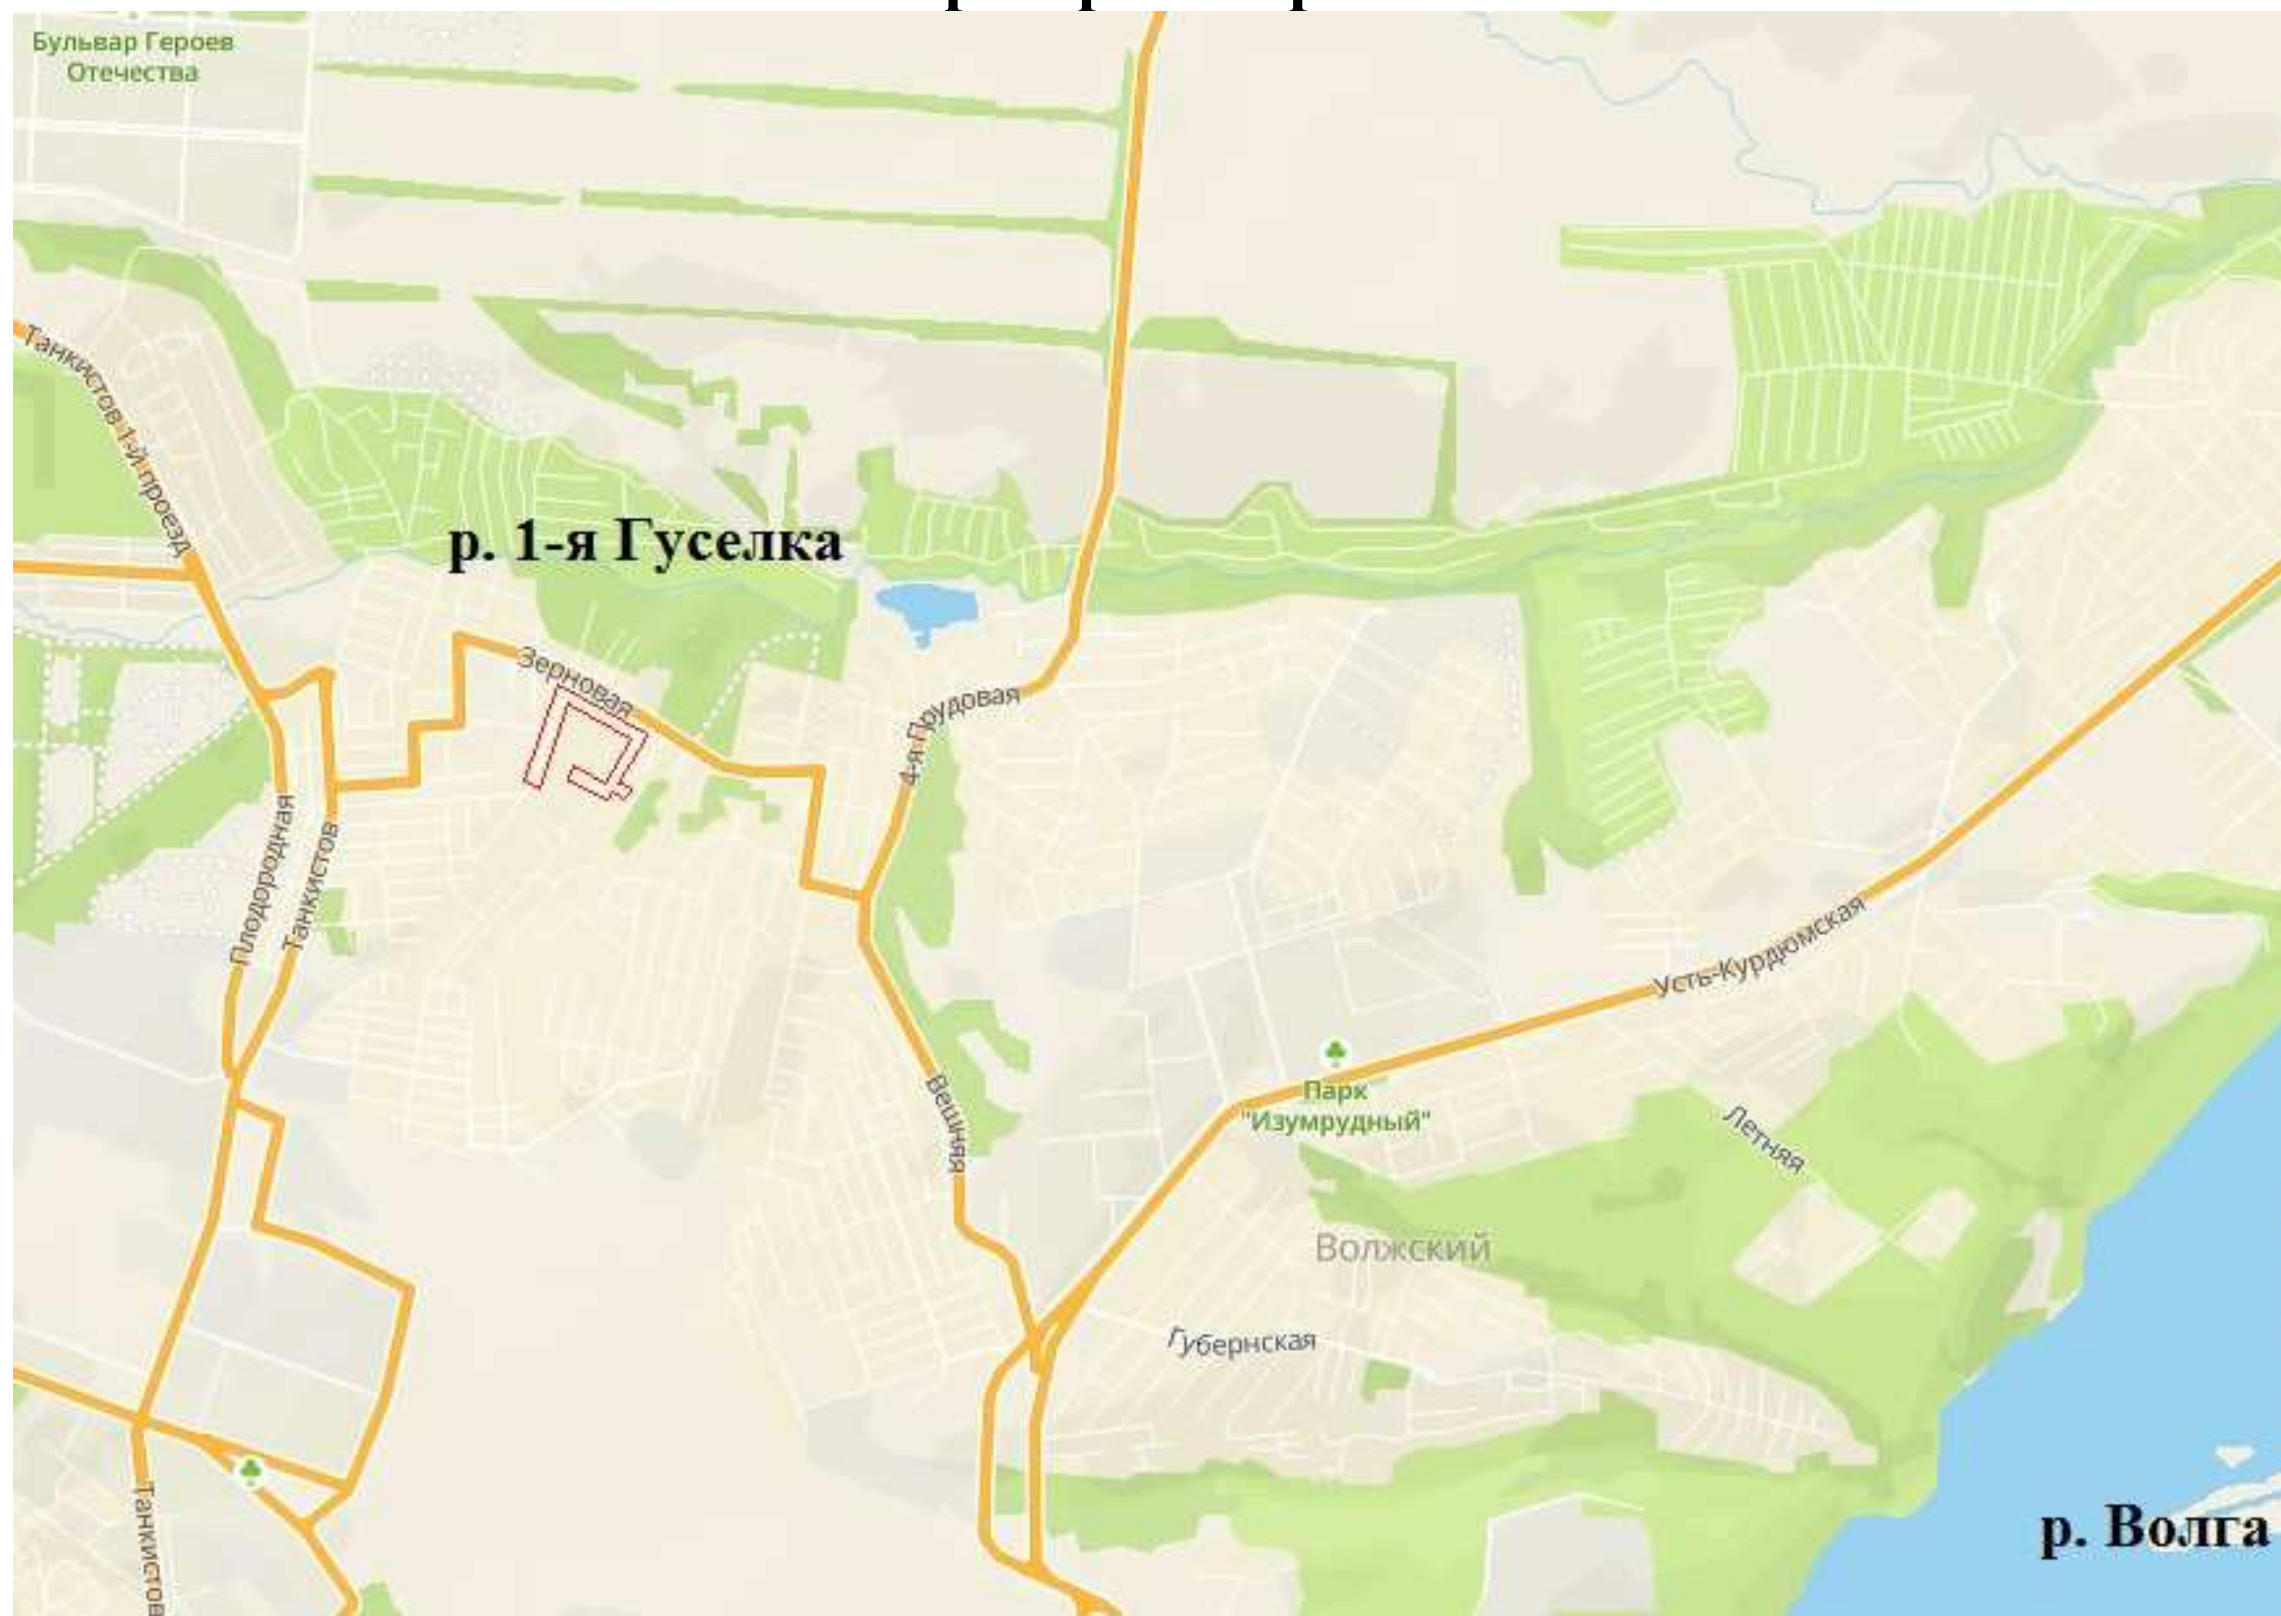 Бульвар Героев
Отечества
Танкистов 1-й проезд
р. 1-я Гуселка
Зерновая
4-я Прудовая
Плодородная
Танкистов
Усть-Курдюмская
Парк
"Изумрудный"
Вешняя
Летняя
Волжский
Губернская
Танкистов
р. Волга